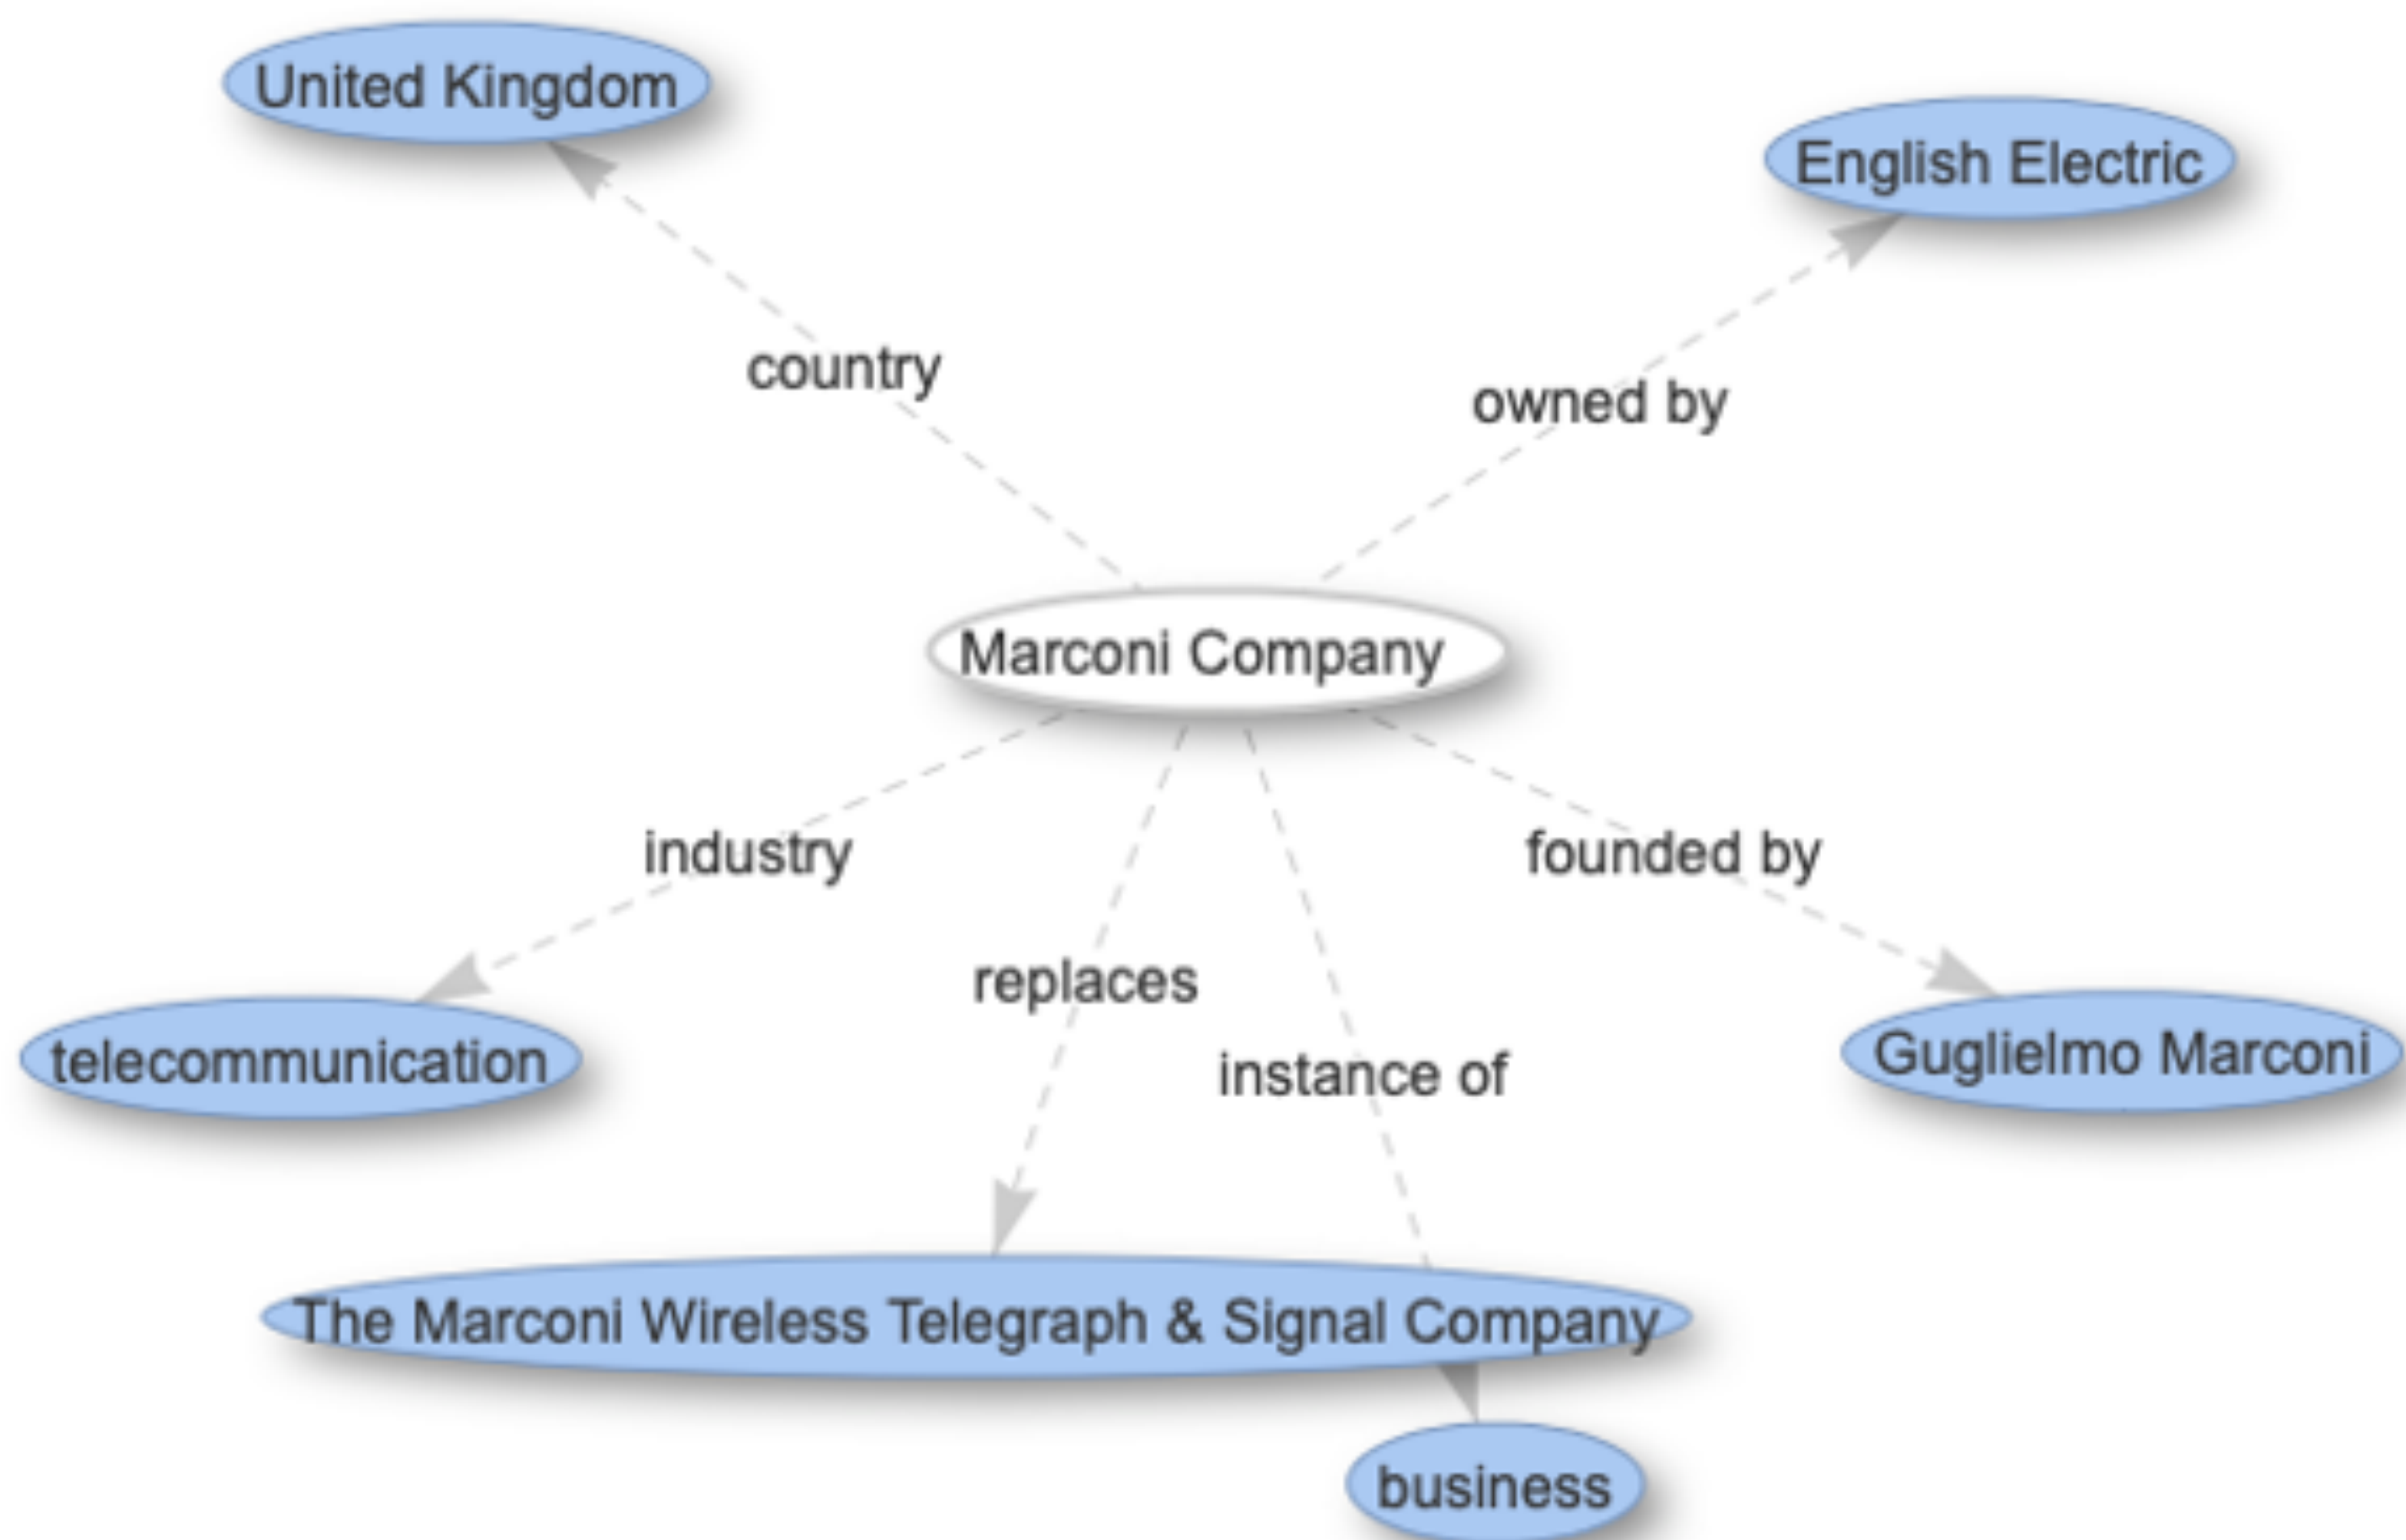 United Kingdom
English Electric
country
owned by
Marconi Company
industry
founded by
replaces
instance of
telecommunication
Guglielmo Marconi
The Marconi Wireless Telegraph & Signal Company
business